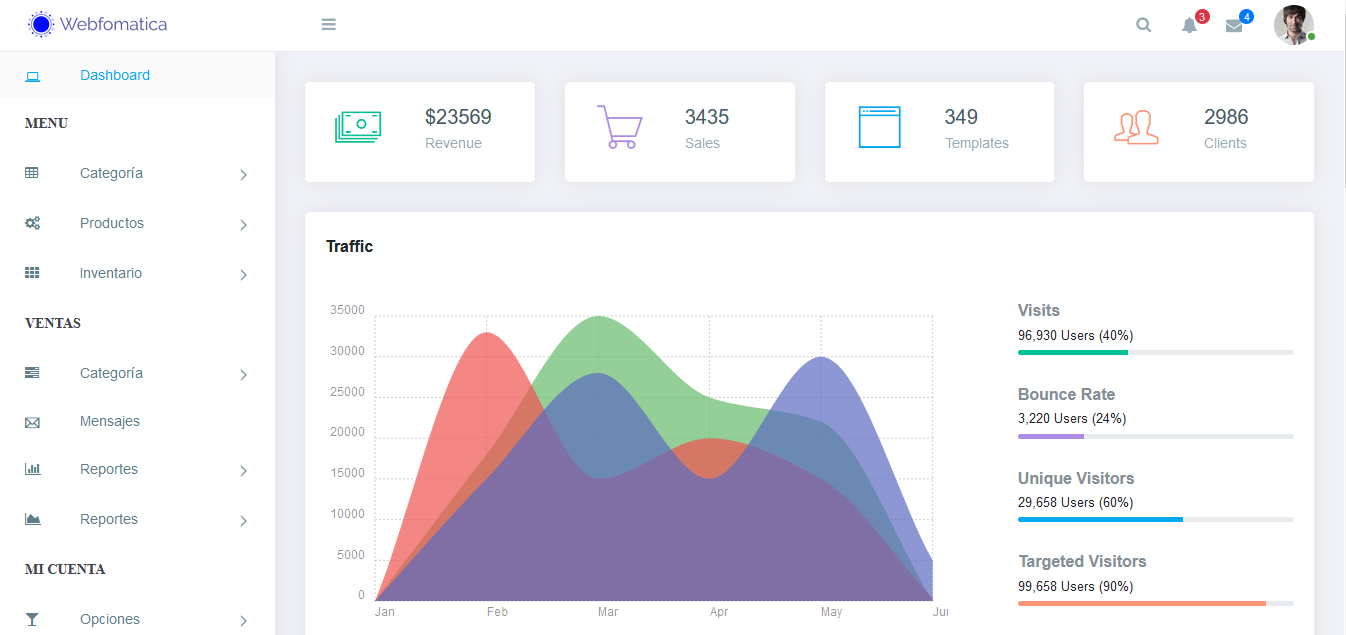 Webfomatica
3
4
Dashboard
MENU
Categoría
Productos
Inventario
VENTAS
Categoría
Mensajes
Reportes
Reportes
MI CUENTA
Opciones
$23569
Revenue
3435
Sales
349
Templates
2986
Clients
Traffic
35000
30000
25000
20000
15000
10000
5000
0
Jan Feb Mar Apr May Jun
Visits
96,930 Users (40%)
Bounce Rate
3,220 Users (24%)
Unique Visitors
29,658 Users (60%)
Targeted Visitors
99,658 Users (90%)